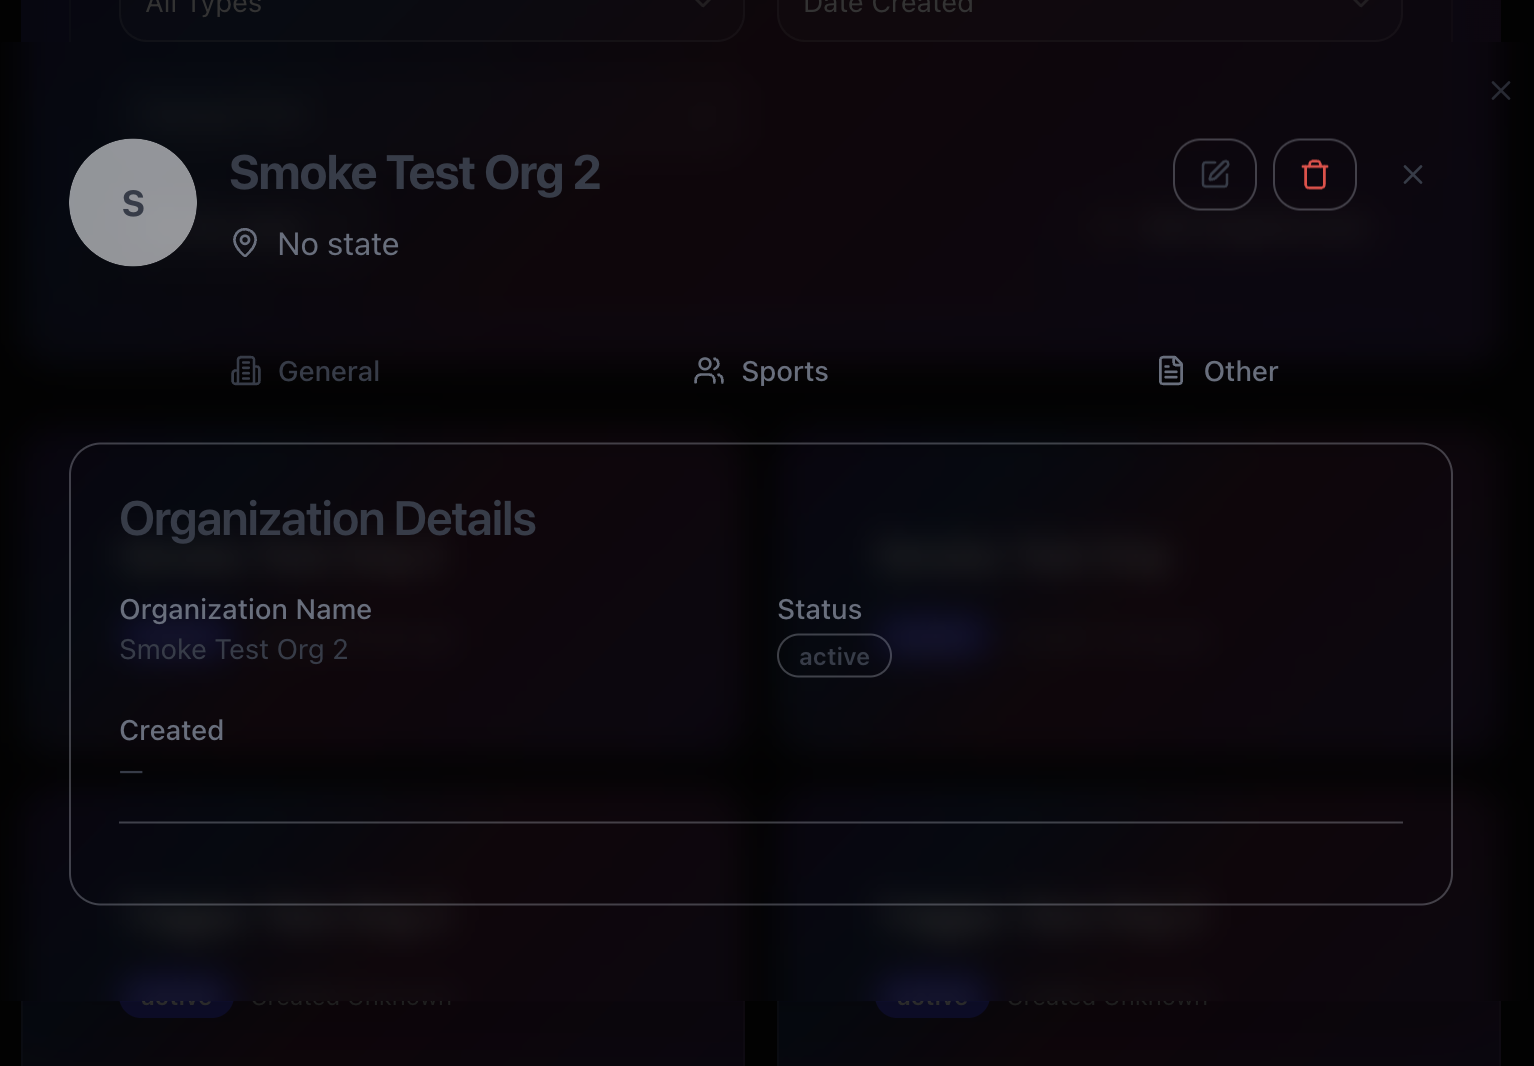 All Types
Date Created
S
Smoke Test Org 2
No state
General
Sports
Other
Organization Details
Organization Name
Smoke Test Org 2
Status
active
Created
—
active
Created Unknown
active
Created Unknown